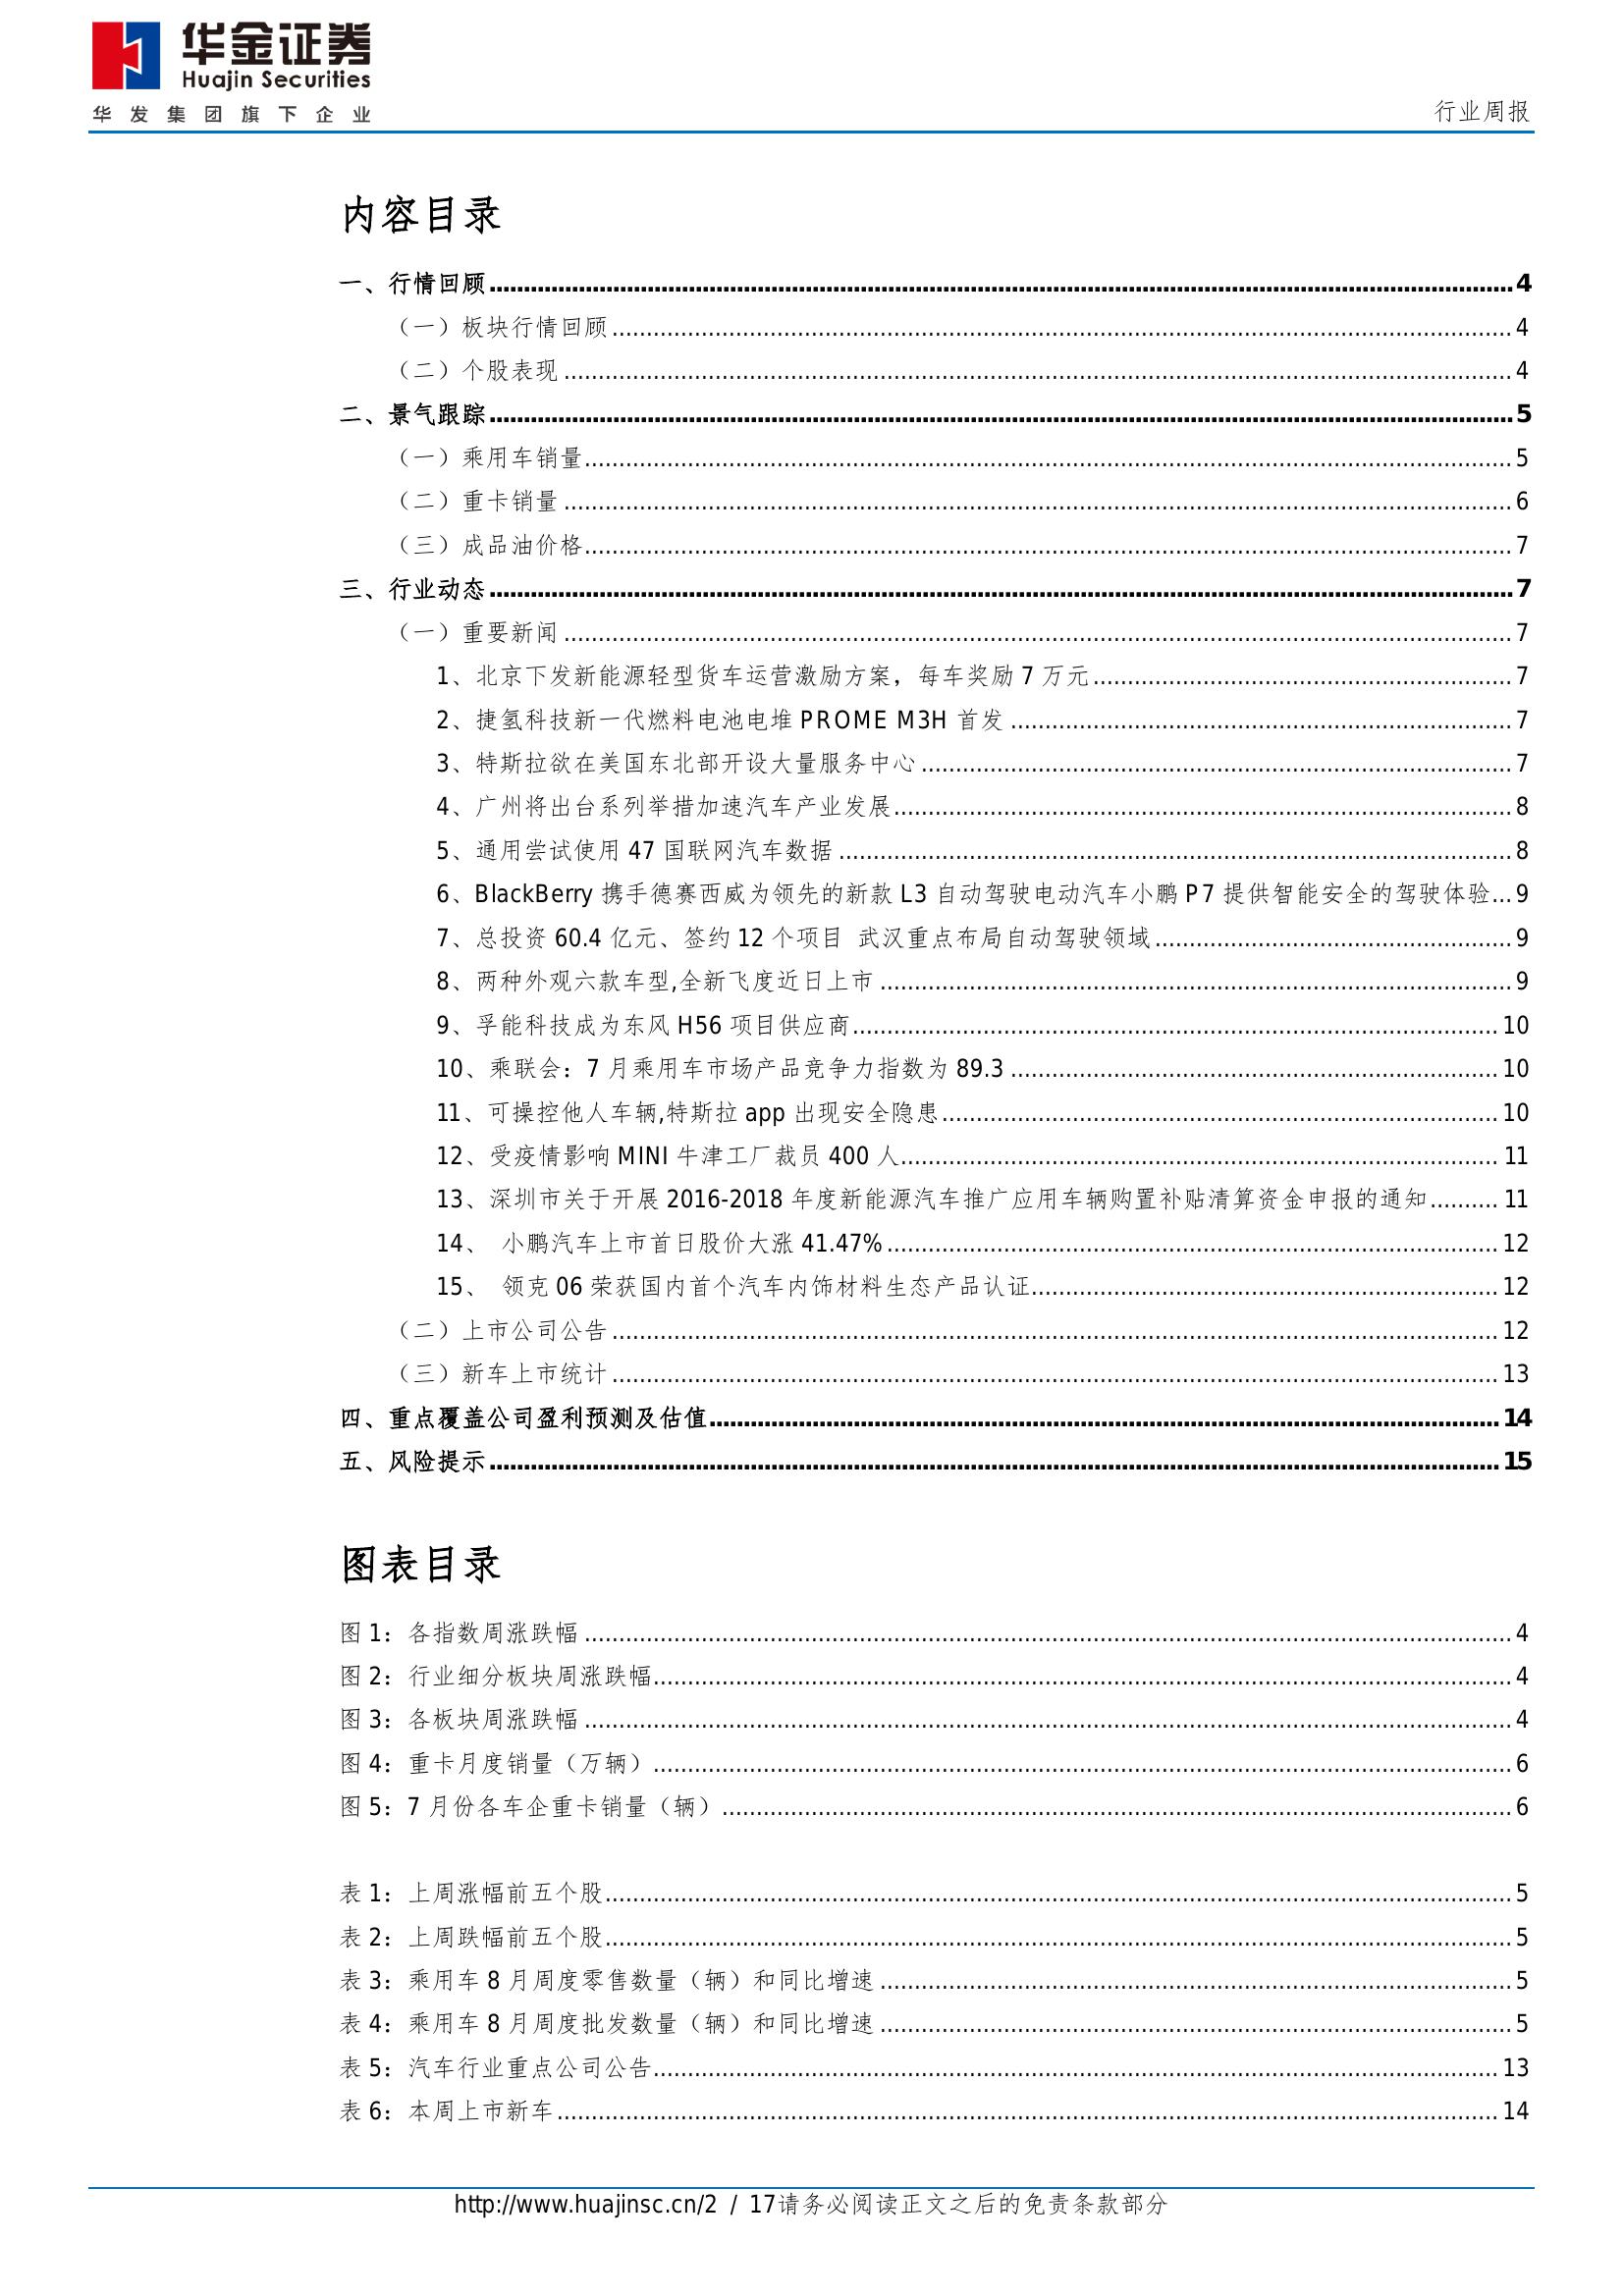 华金证券
Huajin Securities
华发集团旗下企业
行业周报
内容目录
一、行情回顾 4
（一）板块行情回顾 4
（二）个股表现 4
二、景气跟踪 5
（一）乘用车销量 5
（二）重卡销量 6
（三）成品油价格 7
三、行业动态 7
（一）重要新闻 7
1、北京下发新能源轻型货车运营激励方案，每车奖励 7 万元 7
2、捷氢科技新一代燃料电池电堆 PROME M3H 首发 7
3、特斯拉欲在美国东北部开设大量服务中心 7
4、广州将出台系列举措加速汽车产业发展 8
5、通用尝试使用 47 国联网汽车数据 8
6、BlackBerry 携手德赛西威为领先的新款 L3 自动驾驶电动汽车小鹏 P7 提供智能安全的驾驶体验 9
7、总投资 60.4 亿元、签约 12 个项目 武汉重点布局自动驾驶领域 9
8、两种外观六款车型,全新飞度近日上市 9
9、孚能科技成为东风 H56 项目供应商 10
10、乘联会：7 月乘用车市场产品竞争力指数为 89.3 10
11、可操控他人车辆,特斯拉 app 出现安全隐患 10
12、受疫情影响 MINI 牛津工厂裁员 400 人 11
13、深圳市关于开展 2016-2018 年度新能源汽车推广应用车辆购置补贴清算资金申报的通知 11
14、 小鹏汽车上市首日股价大涨 41.47% 12
15、 领克 06 荣获国内首个汽车内饰材料生态产品认证 12
（二）上市公司公告 12
（三）新车上市统计 13
四、重点覆盖公司盈利预测及估值 14
五、风险提示 15
图表目录
图 1：各指数周涨跌幅 4
图 2：行业细分板块周涨跌幅 4
图 3：各板块周涨跌幅 4
图 4：重卡月度销量（万辆） 6
图 5：7 月份各车企重卡销量（辆） 6
表 1：上周涨幅前五个股 5
表 2：上周跌幅前五个股 5
表 3：乘用车 8 月周度零售数量（辆）和同比增速 5
表 4：乘用车 8 月周度批发数量（辆）和同比增速 5
表 5：汽车行业重点公司公告 13
表 6：本周上市新车 14
http://www.huajinsc.cn/2 / 17请务必阅读正文之后的免责条款部分